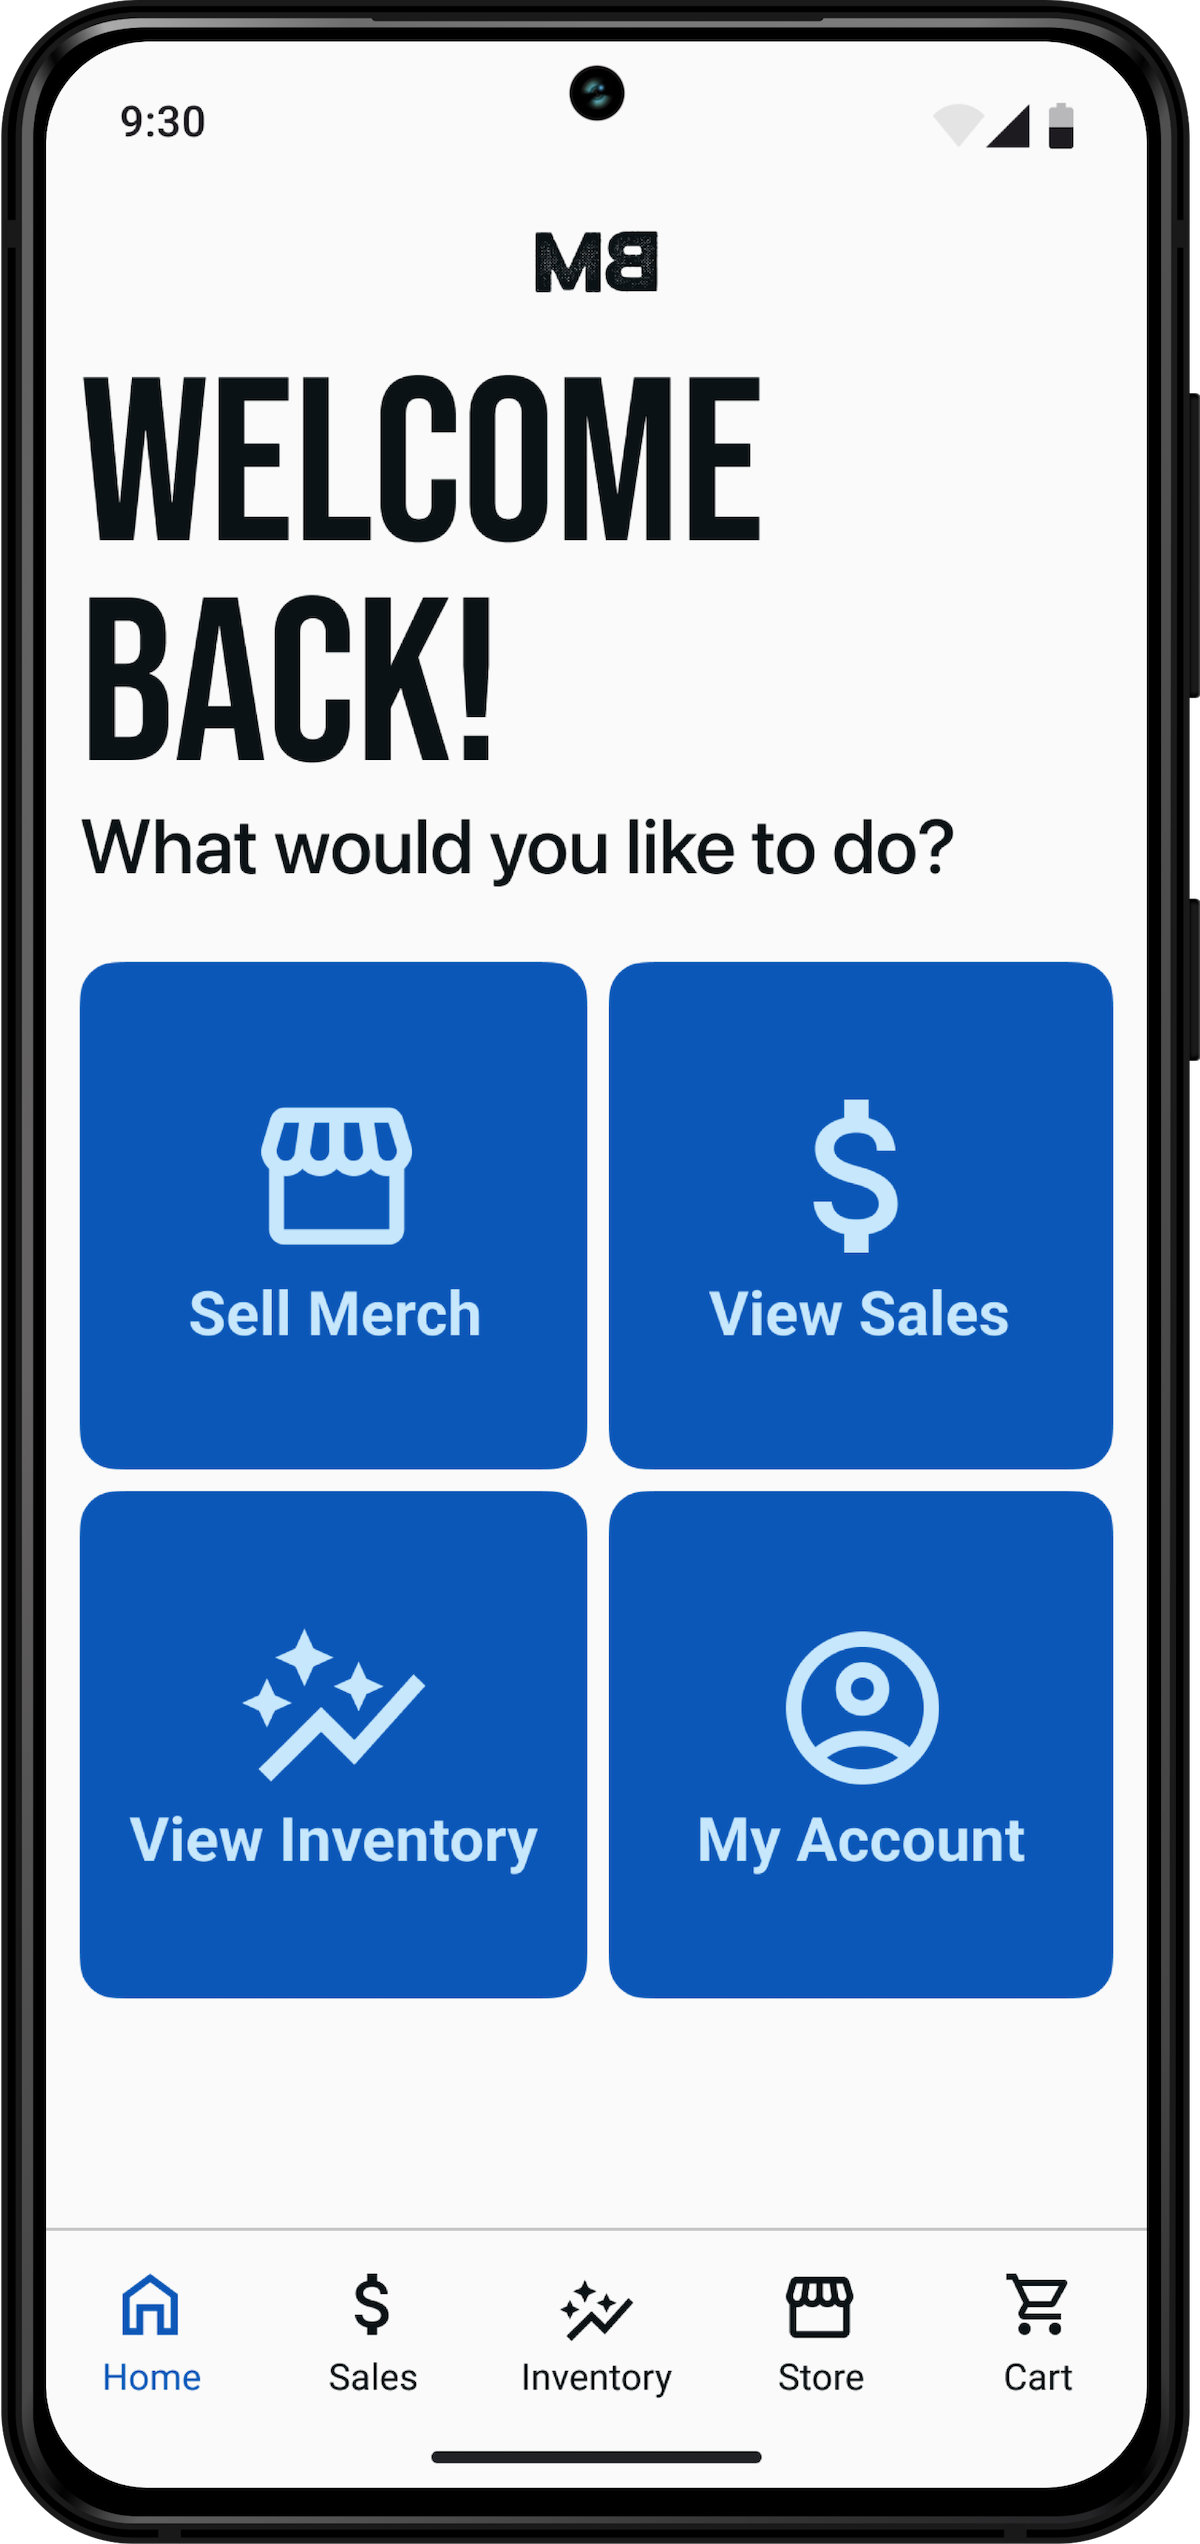 9:30
MB
WELCOME
BACK!
What would you like to do?
Sell Merch
View Sales
View Inventory
My Account
Home
Sales
Inventory
Store
Cart